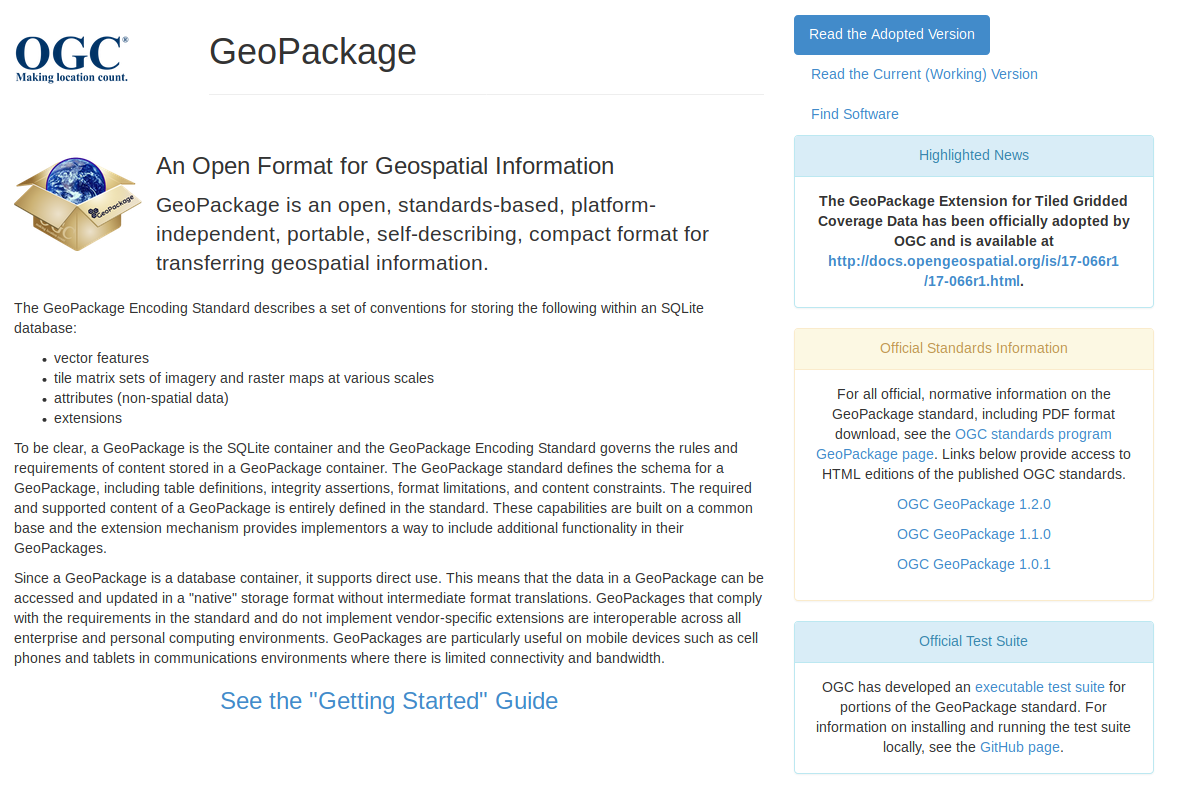 OGC®
Making location count.
GeoPackage
GeoPackage
OGC
An Open Format for Geospatial Information
GeoPackage is an open, standards-based, platform-
independent, portable, self-describing, compact format for
transferring geospatial information.
The GeoPackage Encoding Standard describes a set of conventions for storing the following within an SQLite
database:
• vector features
• tile matrix sets of imagery and raster maps at various scales
• attributes (non-spatial data)
• extensions
To be clear, a GeoPackage is the SQLite container and the GeoPackage Encoding Standard governs the rules and
requirements of content stored in a GeoPackage container. The GeoPackage standard defines the schema for a
GeoPackage, including table definitions, integrity assertions, format limitations, and content constraints. The required
and supported content of a GeoPackage is entirely defined in the standard. These capabilities are built on a common
base and the extension mechanism provides implementors a way to include additional functionality in their
GeoPackages.
Since a GeoPackage is a database container, it supports direct use. This means that the data in a GeoPackage can be
accessed and updated in a "native" storage format without intermediate format translations. GeoPackages that comply
with the requirements in the standard and do not implement vendor-specific extensions are interoperable across all
enterprise and personal computing environments. GeoPackages are particularly useful on mobile devices such as cell
phones and tablets in communications environments where there is limited connectivity and bandwidth.
See the "Getting Started" Guide
Read the Adopted Version
Read the Current (Working) Version
Find Software
Highlighted News
The GeoPackage Extension for Tiled Gridded
Coverage Data has been officially adopted by
OGC and is available at
http://docs.opengeospatial.org/is/17-066r1
/17-066r1.html.
Official Standards Information
For all official, normative information on the
GeoPackage standard, including PDF format
download, see the OGC standards program
GeoPackage page. Links below provide access to
HTML editions of the published OGC standards.
OGC GeoPackage 1.2.0
OGC GeoPackage 1.1.0
OGC GeoPackage 1.0.1
Official Test Suite
OGC has developed an executable test suite for
portions of the GeoPackage standard. For
information on installing and running the test suite
locally, see the GitHub page.